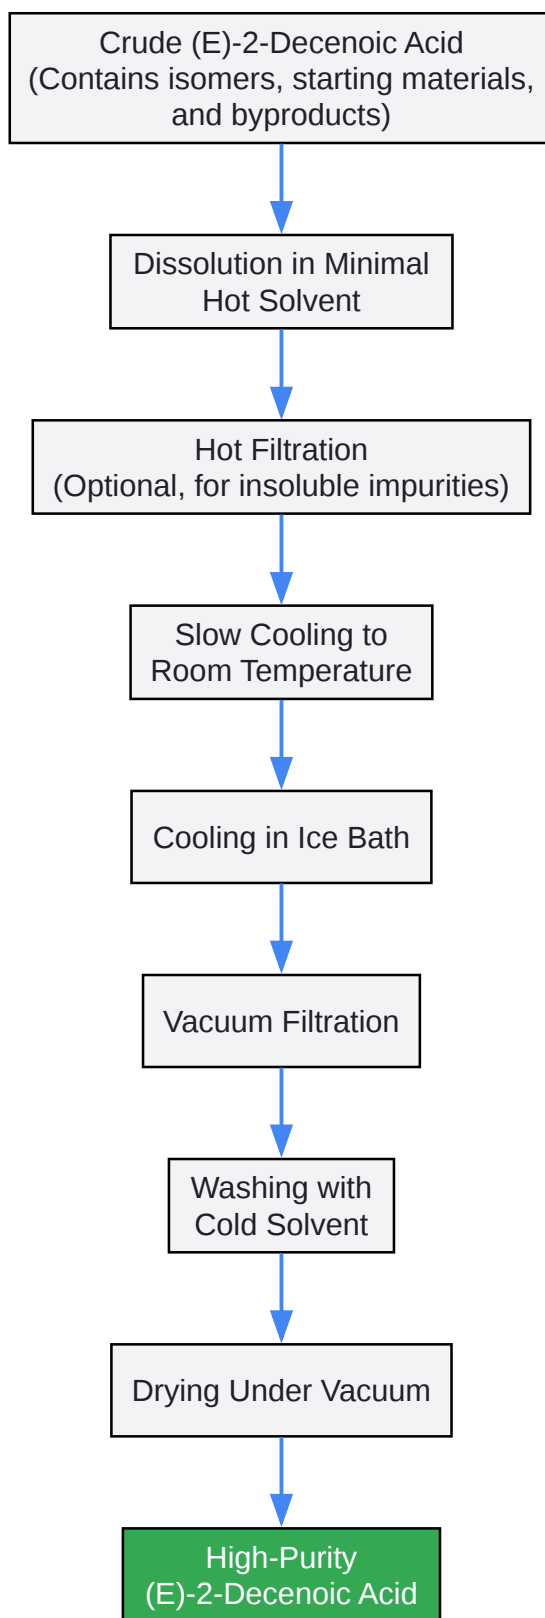 Crude (E)-2-Decenoic Acid
(Contains isomers, starting materials,
and byproducts)
Dissolution in Minimal
Hot Solvent
Hot Filtration
(Optional, for insoluble impurities)
Slow Cooling to
Room Temperature
Cooling in Ice Bath
Vacuum Filtration
Washing with
Cold Solvent
Drying Under Vacuum
High-Purity
(E)-2-Decenoic Acid